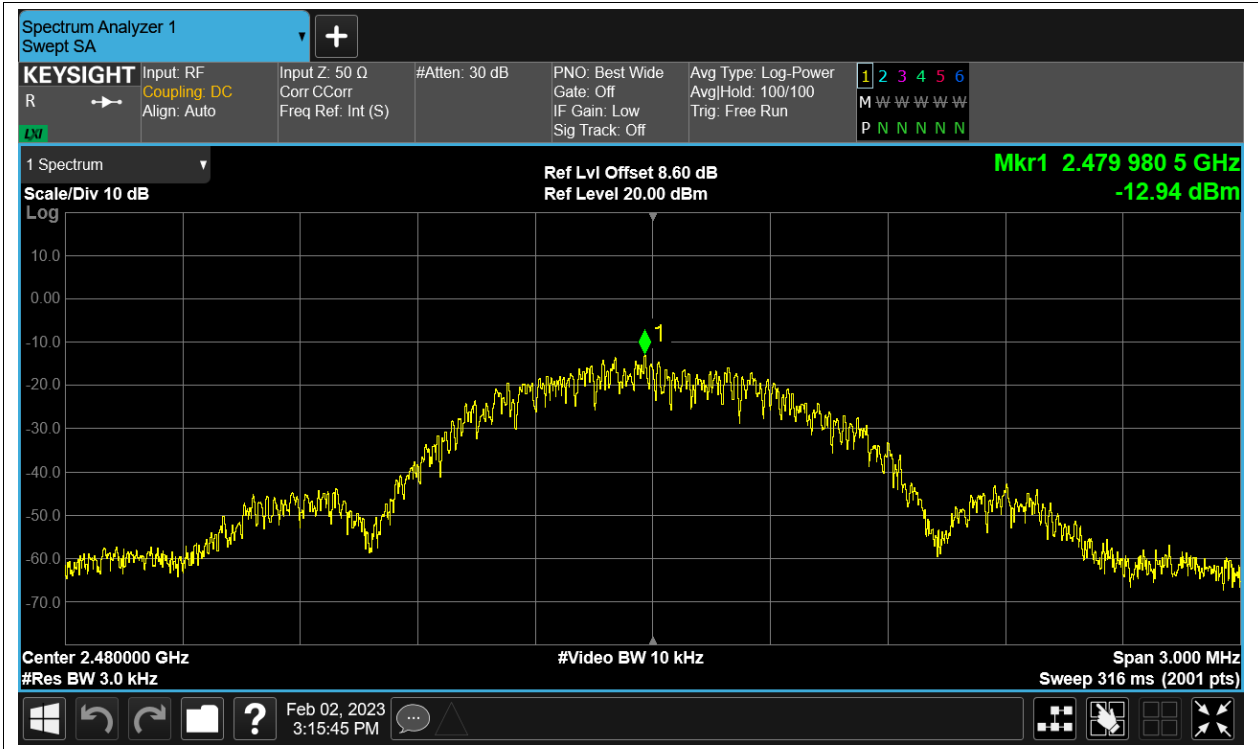 Spectrum Analyzer 1
Swept SA
+
KEYSIGHT
R
LXI
Input: RF
Coupling: DC
Align: Auto
Input Z: 50 Ω
Corr CCorr
Freq Ref: Int (S)
#Atten: 30 dB
PNO: Best Wide
Gate: Off
IF Gain: Low
Sig Track: Off
Avg Type: Log-Power
Avg|Hold: 100/100
Trig: Free Run
1 2 3 4 5 6
M W W W W W
P N N N N N
1 Spectrum
Scale/Div 10 dB
Log
Ref Lvl Offset 8.60 dB
Ref Level 20.00 dBm
Mkr1 2.479 980 5 GHz
-12.94 dBm
10.0
0.00
-10.0
-20.0
-30.0
-40.0
-50.0
-60.0
-70.0
1
Center 2.480000 GHz
#Res BW 3.0 kHz
#Video BW 10 kHz
Span 3.000 MHz
Sweep 316 ms (2001 pts)
?
Feb 02, 2023
3:15:45 PM